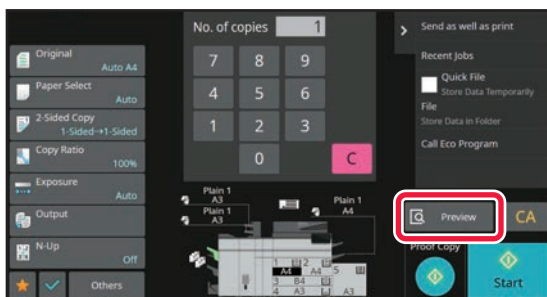 No. of copies 1
Send as well as print
Recent Jobs
Quick File
Store Data Temporarily
File
Store Data in Folder
Call Eco Program
Original
Auto A4
Paper Select
Auto
2-Sided Copy
1-Sided→1-Sided
Copy Ratio
100%
Exposure
Auto
Output
N-Up
Off
Others
7 8 9
4 5 6
1 2 3
0 C
Plain 1
A3
Plain 1
A3
Plain 1
A4
1 2
A4 A4 5
3 B4
4 A3 A3
Preview
CA
Proof Copy
Start